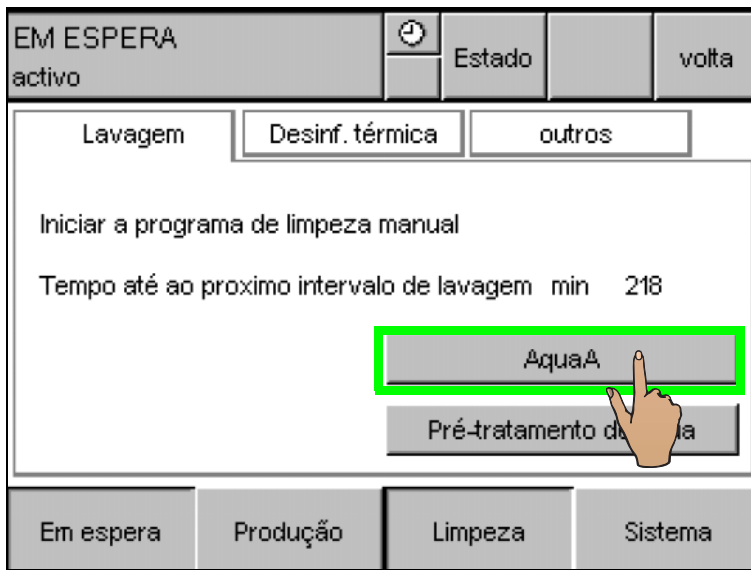 EM ESPERA
activo
Estado
volta
Lavagem
Desinf. térmica
outros
Iniciar a programa de limpeza manual
Tempo até ao proximo intervalo de lavagem min 218
AquaA
Pré-tratamento
Em espera
Produção
Limpeza
Sistema